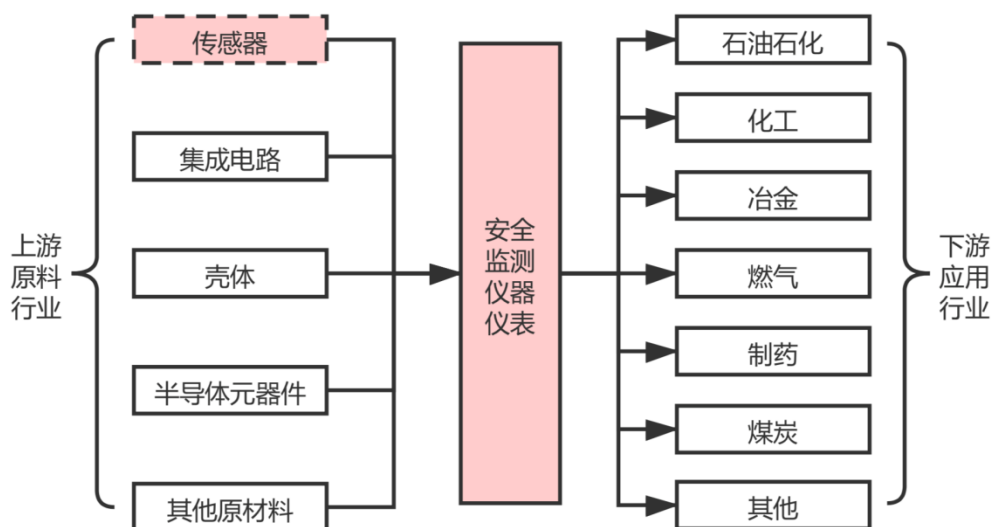 上游
原料
行业
传感器
集成电路
壳体
半导体元器件
其他原材料
安全
监测
仪器
仪表
石油石化
化工
冶金
燃气
制药
煤炭
其他
下游
应用
行业